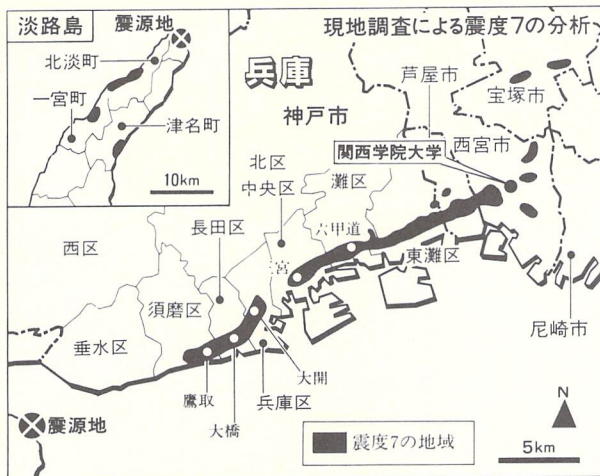 淡路島
震源地
北淡町
一宮町
津名町
10km
現地調査による震度7の分析
兵庫
神戸市
芦屋市
宝塚市
西宮市
関西学院大学
北区
中央区
灘区
長田区
六甲道
三宮
東灘区
西区
須磨区
垂水区
尼崎市
大開
鷹取
大橋
兵庫区
震源地
N
震度7の地域
5km